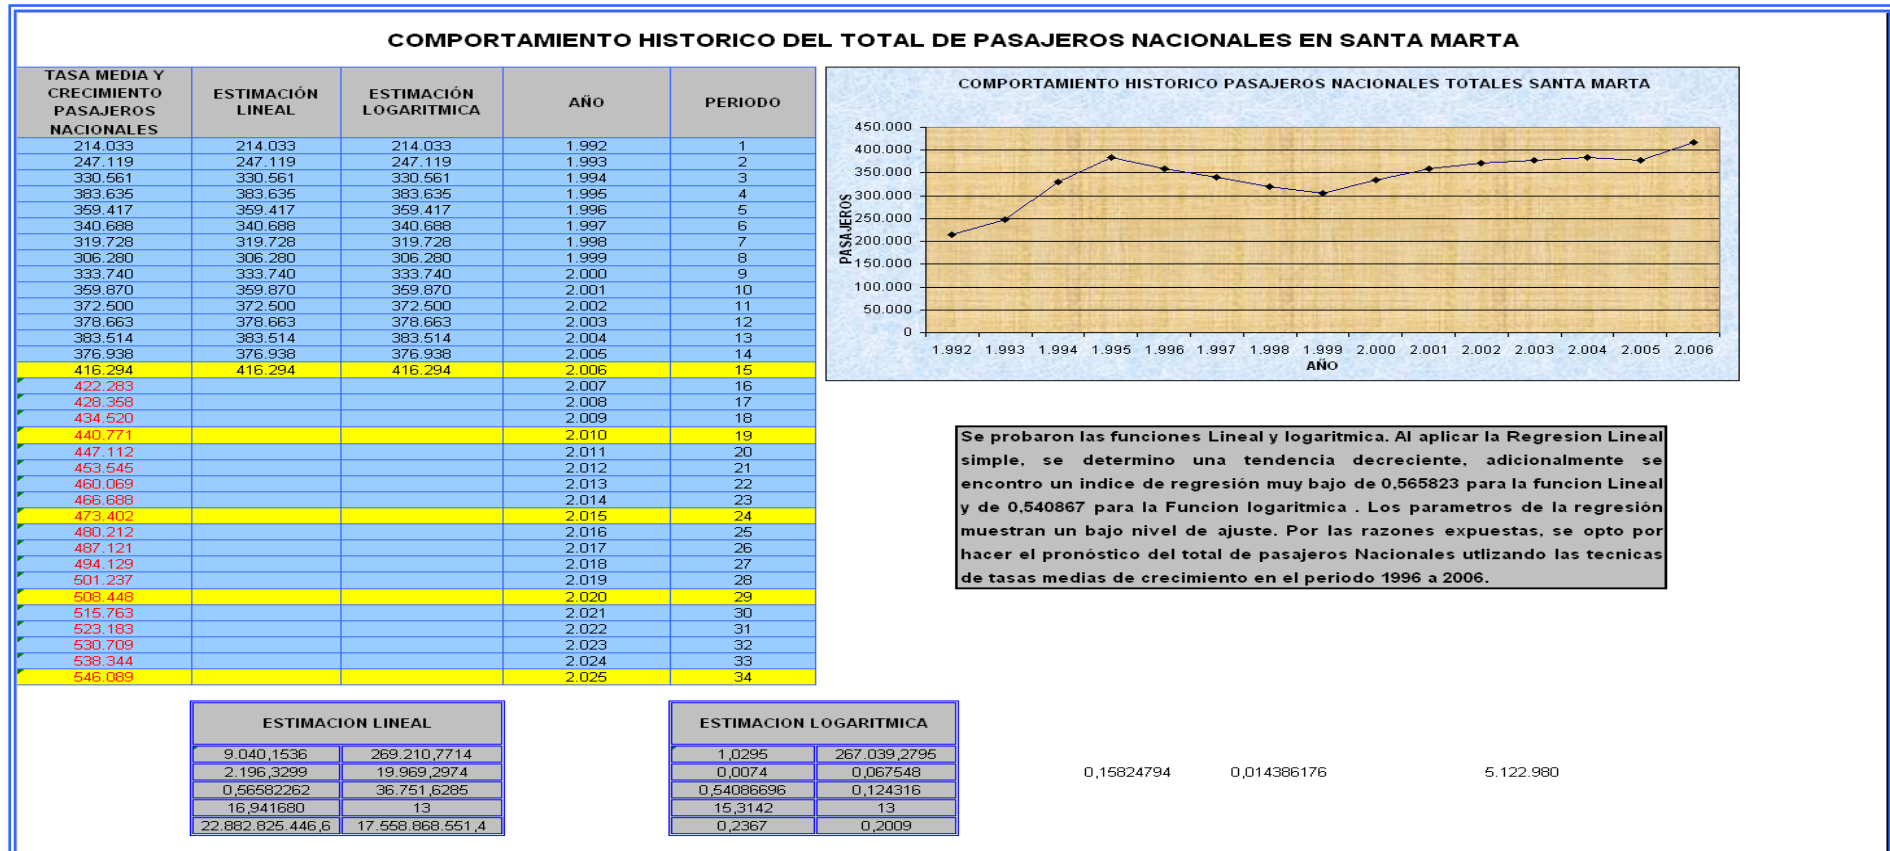 COMPORTAMIENTO HISTORICO DEL TOTAL DE PASAJEROS NACIONALES EN SANTA MARTA
TASA MEDIA Y CRECIMIENTO PASAJEROS NACIONALES ESTIMACIÓN LINEAL ESTIMACIÓN LOGARITMICA AÑO PERIODO
214.033 214.033 214.033 1.992 1
247.119 247.119 247.119 1.993 2
330.561 330.561 330.561 1.994 3
383.635 383.635 383.635 1.995 4
359.417 359.417 359.417 1.996 5
340.688 340.688 340.688 1.997 6
319.728 319.728 319.728 1.998 7
306.280 306.280 306.280 1.999 8
333.740 333.740 333.740 2.000 9
359.870 359.870 359.870 2.001 10
372.500 372.500 372.500 2.002 11
378.663 378.663 378.663 2.003 12
383.514 383.514 383.514 2.004 13
376.938 376.938 376.938 2.005 14
416.294 416.294 416.294 2.006 15
422.283 2.007 16
428.358 2.008 17
434.520 2.009 18
440.771 2.010 19
447.112 2.011 20
453.545 2.012 21
460.069 2.013 22
466.688 2.014 23
473.402 2.015 24
480.212 2.016 25
487.121 2.017 26
494.129 2.018 27
501.237 2.019 28
508.448 2.020 29
515.763 2.021 30
523.183 2.022 31
530.709 2.023 32
538.344 2.024 33
546.089 2.025 34
COMPORTAMIENTO HISTORICO PASAJEROS NACIONALES TOTALES SANTA MARTA
PASAJEROS
450.000
400.000
350.000
300.000
250.000
200.000
150.000
100.000
50.000
0
1.992 1.993 1.994 1.995 1.996 1.997 1.998 1.999 2.000 2.001 2.002 2.003 2.004 2.005 2.006
AÑO
Se probaron las funciones Lineal y logaritmica. Al aplicar la Regresion Lineal
simple, se determino una tendencia decreciente, adicionalmente se
encontro un indice de regresión muy bajo de 0,565823 para la funcion Lineal
y de 0,540867 para la Funcion logaritmica . Los parametros de la regresión
muestran un bajo nivel de ajuste. Por las razones expuestas, se opto por
hacer el pronóstico del total de pasajeros Nacionales utlizando las tecnicas
de tasas medias de crecimiento en el periodo 1996 a 2006.
ESTIMACION LINEAL
9.040,1536 269.210,7714
2.196,3299 19.969,2974
0,56582262 36.751,6285
16,941680 13
22.882.825.446,6 17.558.868.551,4
ESTIMACION LOGARITMICA
1,0295 267.039,2795
0,0074 0,067548
0,54086696 0,124316
15,3142 13
0,2367 0,2009
0,15824794 0,014386176 5.122.980